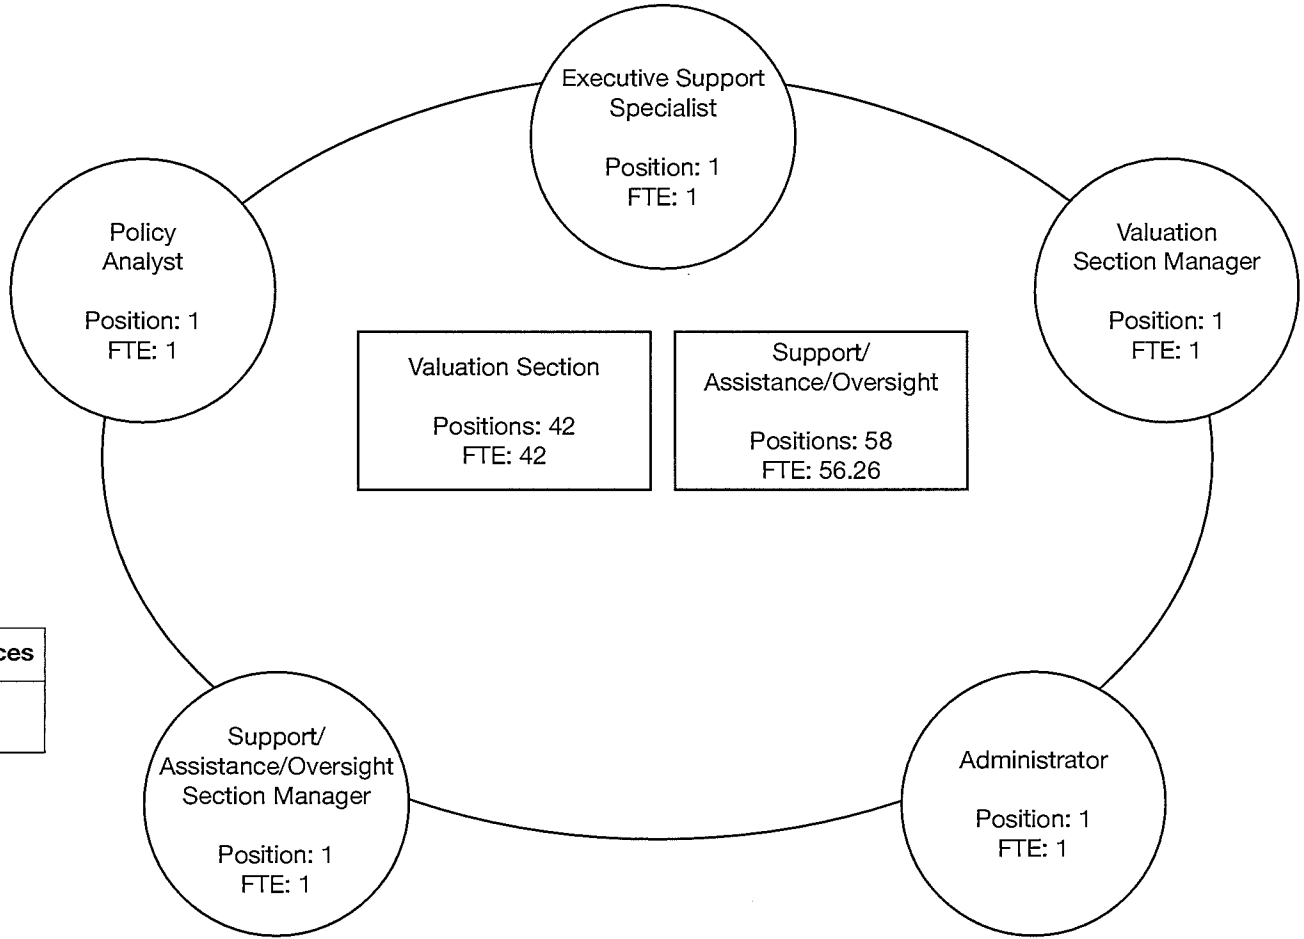 Executive Support
Specialist
Position: 1
FTE: 1
Policy
Analyst
Position: 1
FTE: 1
Valuation
Section Manager
Position: 1
FTE: 1
Valuation Section
Positions: 42
FTE: 42
Support/
Assistance/Oversight
Positions: 58
FTE: 56.26
Support/
Assistance/Oversight
Section Manager
Position: 1
FTE: 1
Administrator
Position: 1
FTE: 1